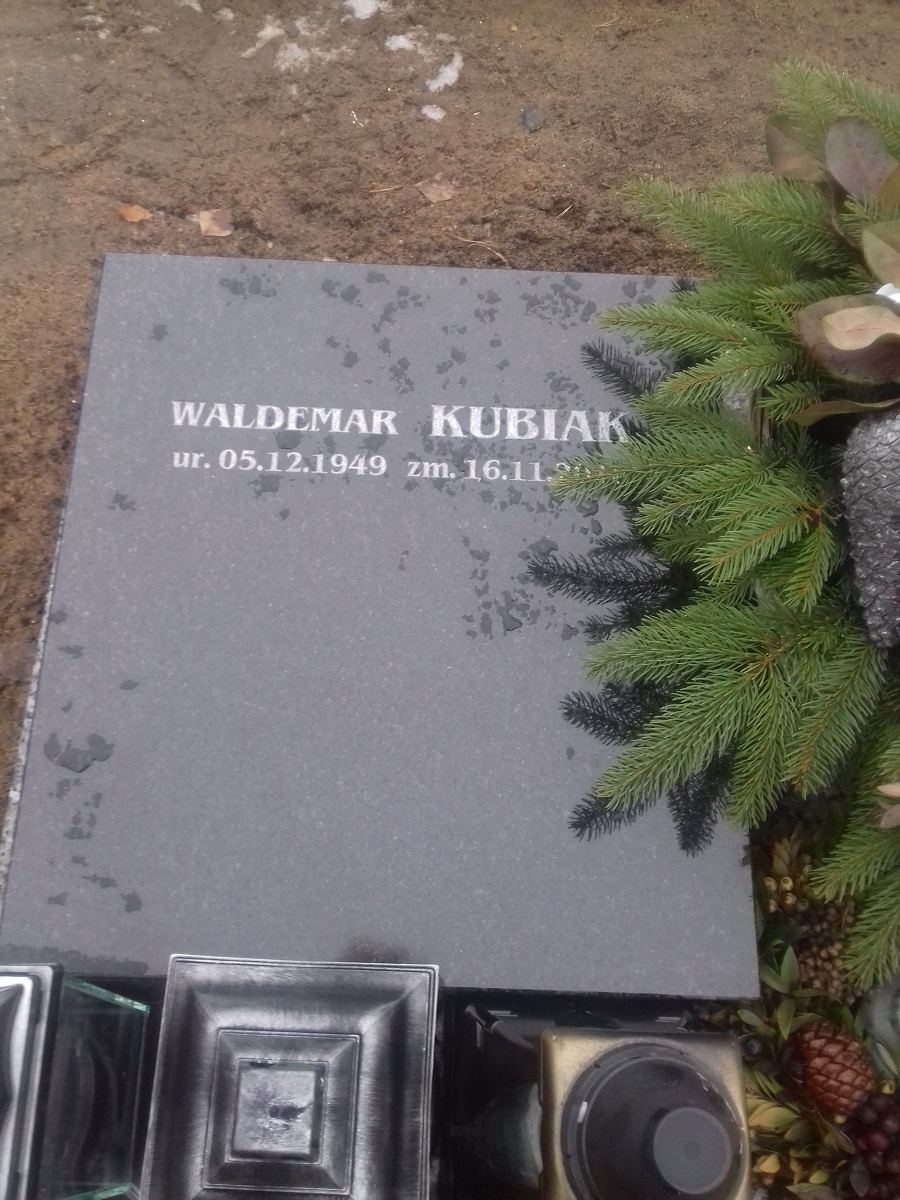 WALDEMAR KUBIAK
ur. 05.12.1949 zm. 16.11.